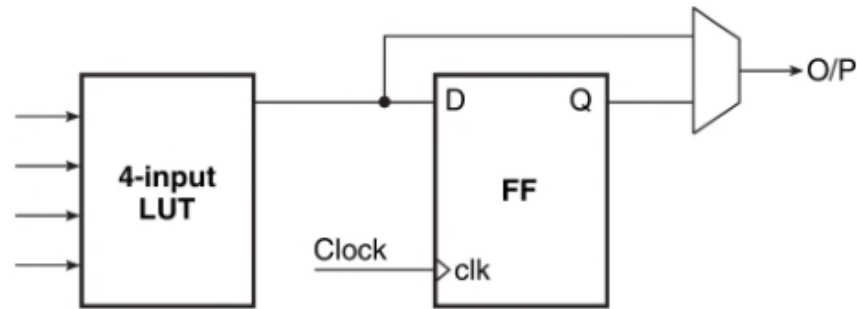 O/P
D
Q
4-input
LUT
FF
Clock
clk